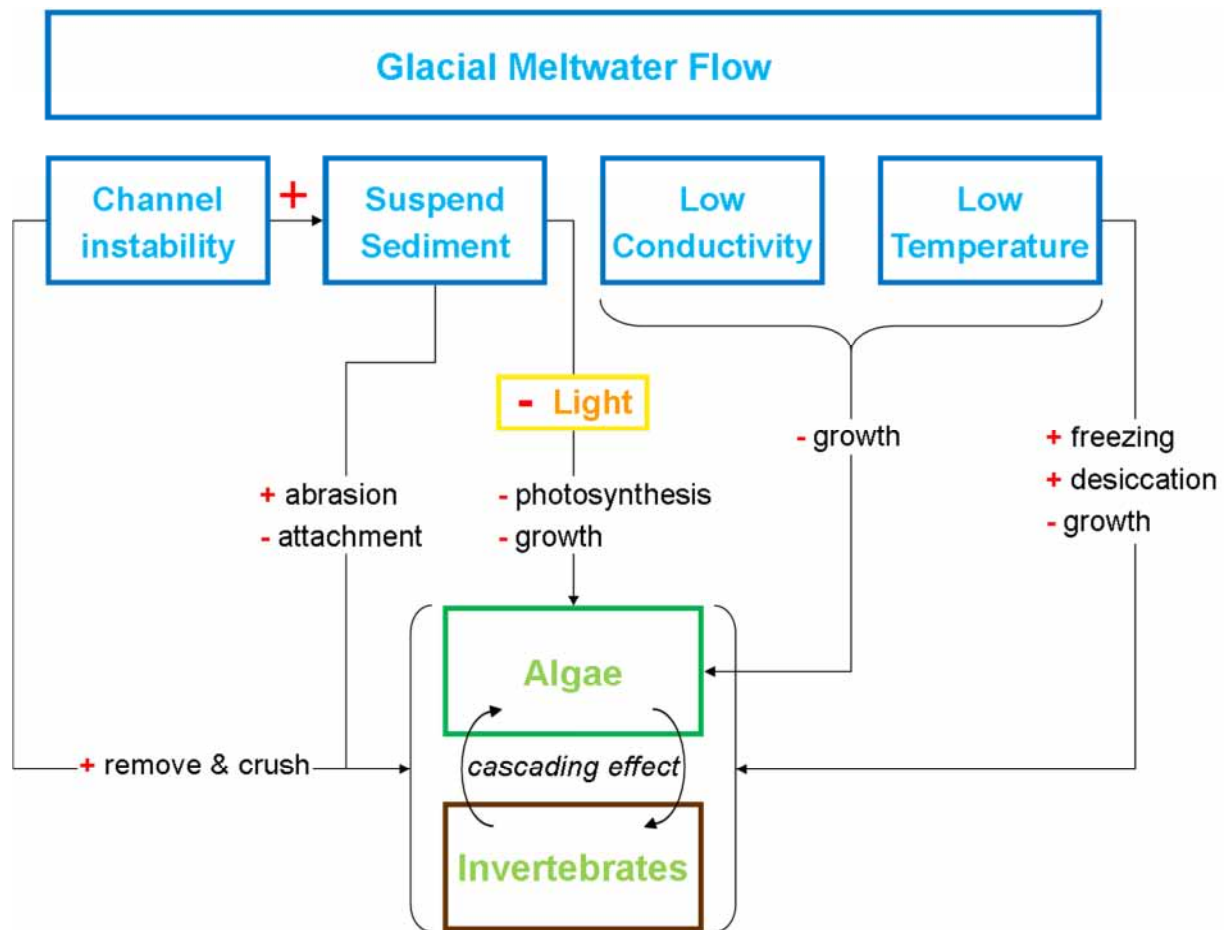 Glacial Meltwater Flow
Channel
instability
+
Suspend
Sediment
Low
Conductivity
Low
Temperature
- Light
- growth
+ freezing
+ desiccation
- growth
+ abrasion
- attachment
- photosynthesis
- growth
Algae
+ remove & crush
cascading effect
Invertebrates